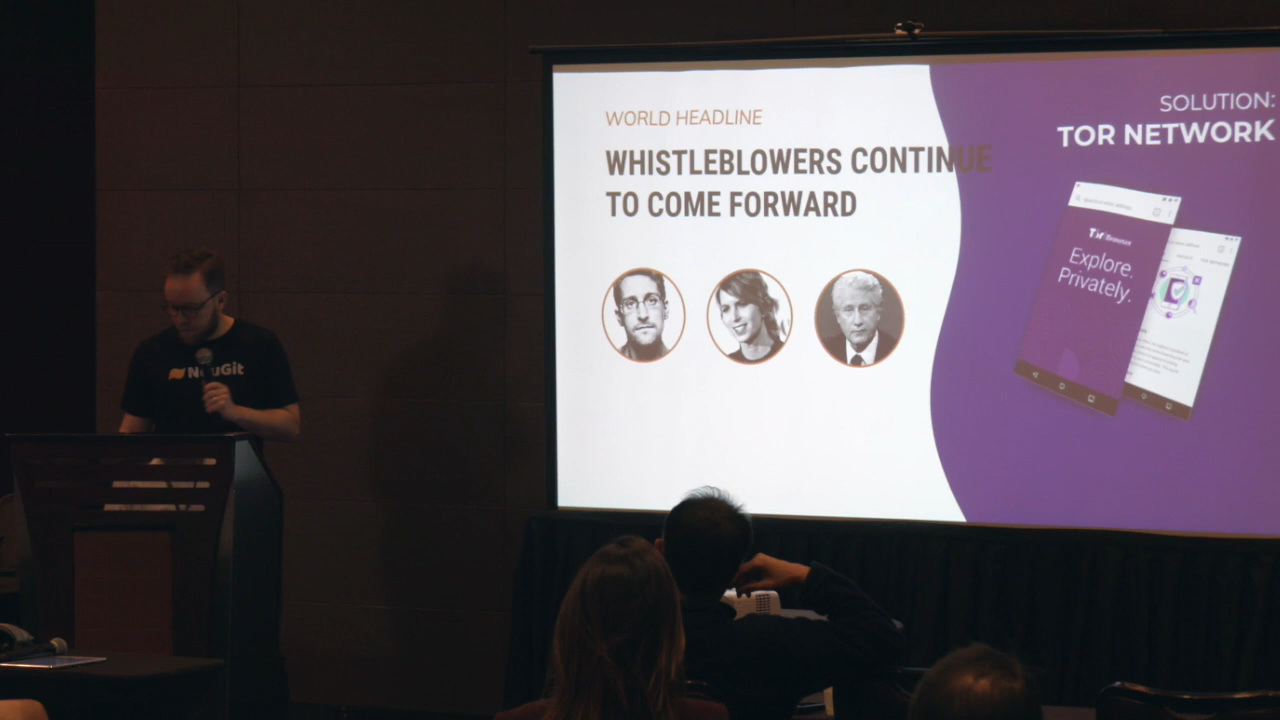 WORLD HEADLINE
WHISTLEBLOWERS CONTINUE
TO COME FORWARD
SOLUTION:
TOR NETWORK
Tor Browser
Explore.
Privately.
NeuGit